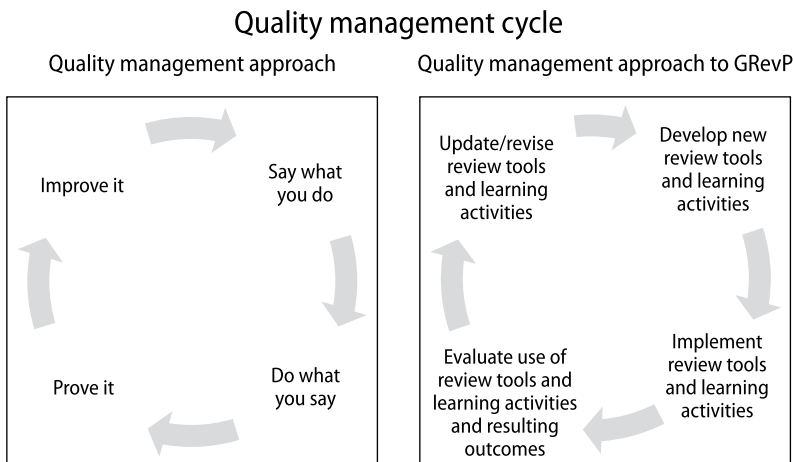 Quality management cycle
Quality management approach
Improve it
Say what
you do
Do what
you say
Prove it
Quality management approach to GRevP
Update/revise
review tools
and learning
activities
Develop new
review tools
and learning
activities
Implement
review tools
and learning
activities
Evaluate use of
review tools and
learning activities
and resulting
outcomes